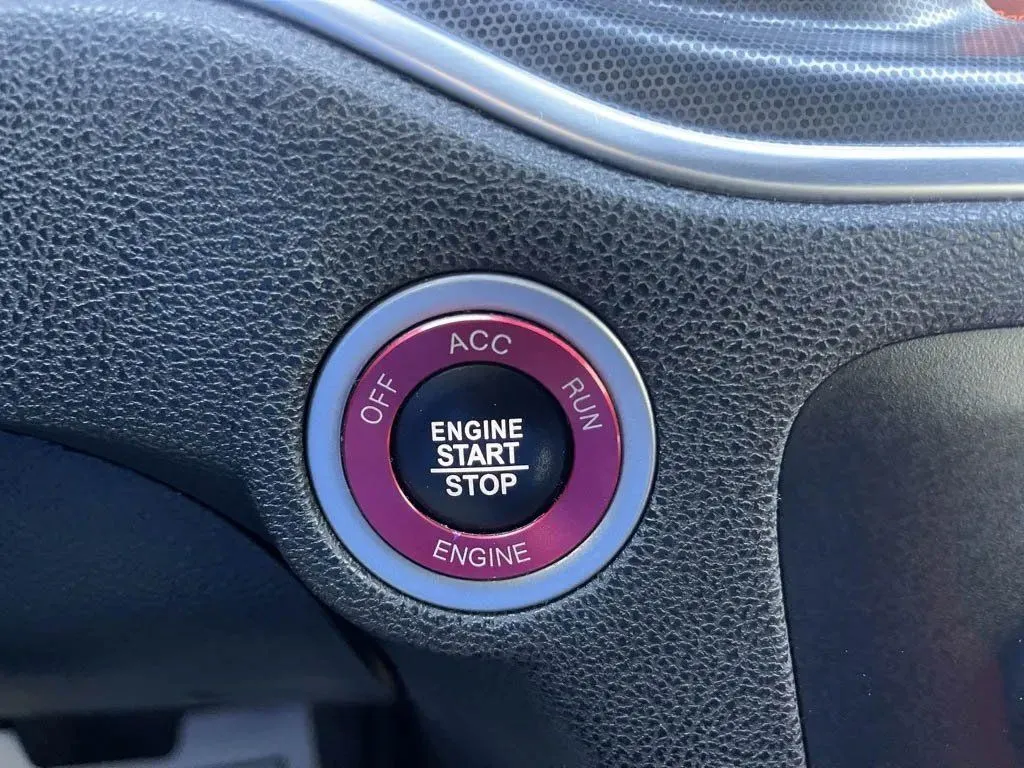 ACC
OFF
RUN
ENGINE
START
STOP
ENGINE